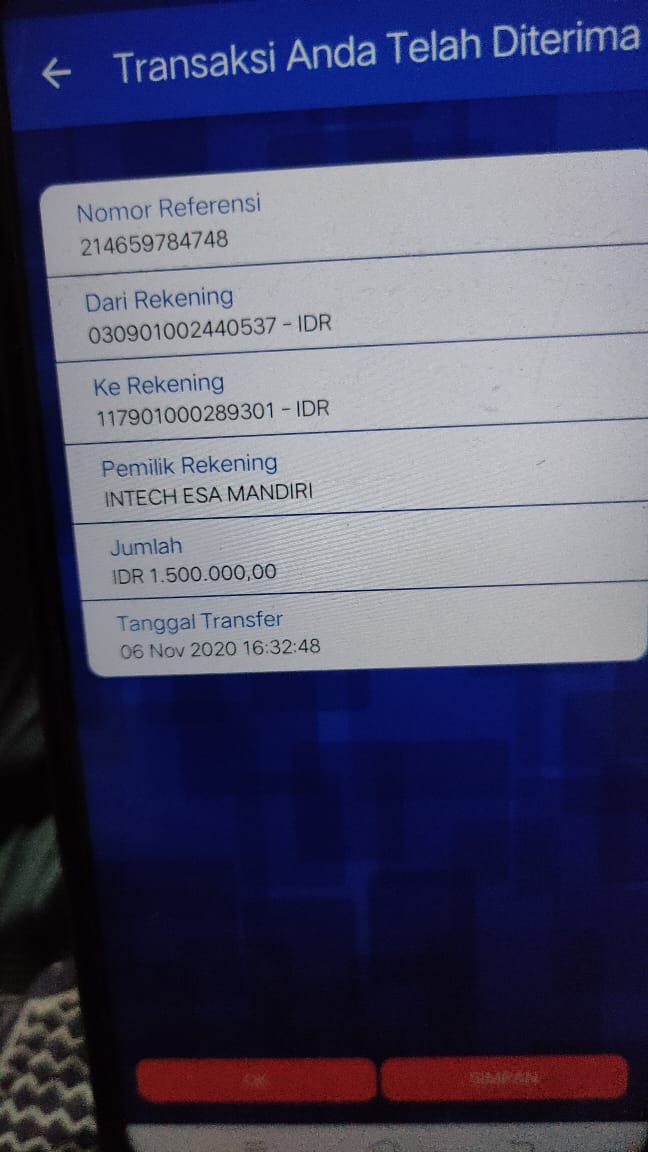 Transaksi Anda Telah Diterima
Nomor Referensi
214659784748
Dari Rekening
030901002440537 - IDR
Ke Rekening
117901000289301 - IDR
Pemilik Rekening
INTECH ESA MANDIRI
Jumlah
IDR 1.500.000,00
Tanggal Transfer
06 Nov 2020 16:32:48
OK
SIMPAN